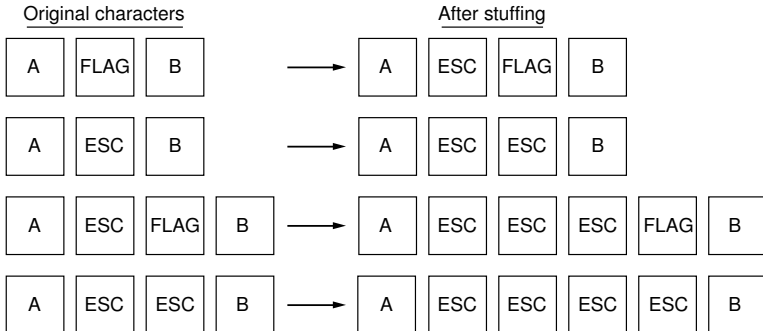 Original characters After stuffing
A FLAG B A ESC FLAG B
A ESC B A ESC ESC B
A ESC FLAG B A ESC ESC ESC FLAG B
A ESC ESC B A ESC ESC ESC ESC B